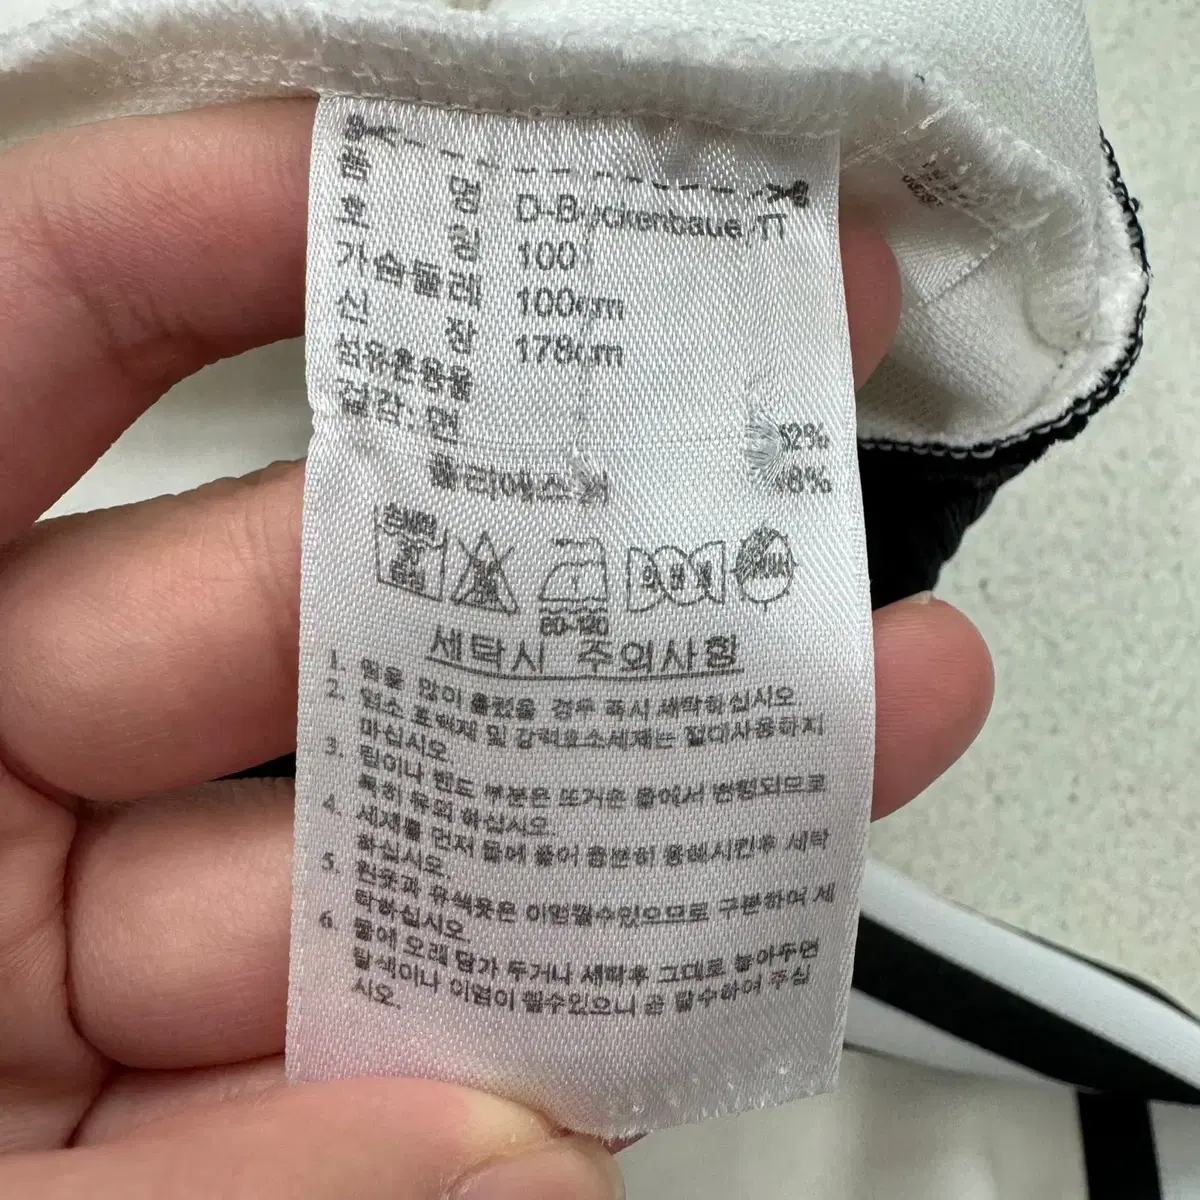 품 명 D-B ckenbaue TT
호 칭 100
가슴둘레 100cm
신 장 178cm
섬유혼용율
겉감: 면 62%
폴리에스터 8%
80~120
세탁시 주의사항
1. 땀을 많이 흘렸을 경우 즉시 세탁하십시오
2. 염소 표백제 및 강력효소세제는 절대사용하지
마십시오.
3. 립이나 밴드 부분은 뜨거운 물에서 변형되므로
특히 유의 하십시오.
4. 세제를 먼저 물에 풀어 충분히 용해시킨후 세탁
하십시오.
5. 흰옷과 유색옷은 이염될수있으므로 구분하여 세
탁하십시오.
6. 물에 오래 담가 두거나 세탁후 그대로 놓아두면
탈색이나 이염이 될수있으니 곧 탈수하여 주십
시오.